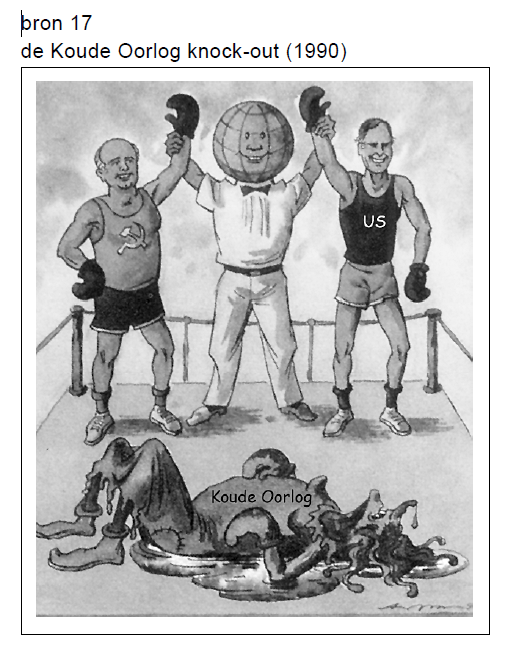 bron 17
de Koude Oorlog knock-out (1990)
US
Koude Oorlog